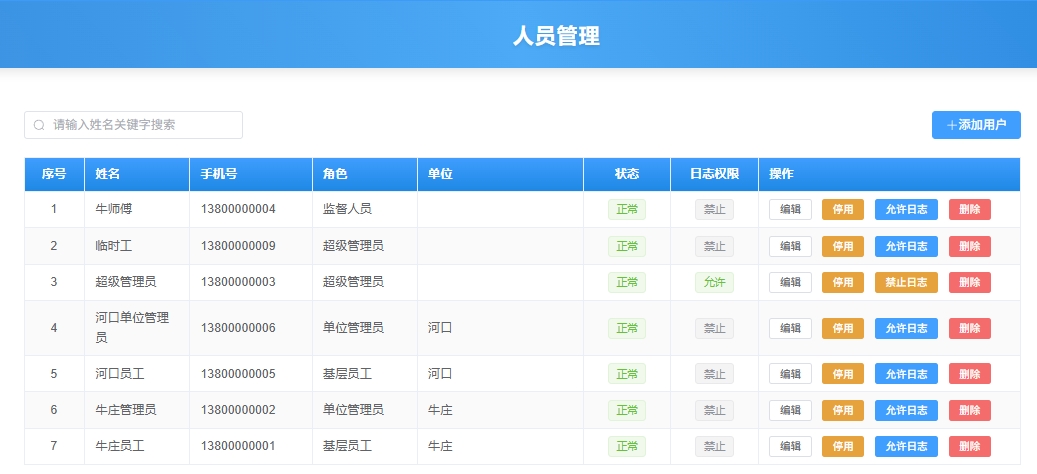 人员管理
请输入姓名关键字搜索
＋添加用户
序号 姓名 手机号 角色 单位 状态 日志权限 操作
1 牛师傅 13800000004 监督人员 正常 禁止 编辑 停用 允许日志 删除
2 临时工 13800000009 超级管理员 正常 禁止 编辑 停用 允许日志 删除
3 超级管理员 13800000003 超级管理员 正常 允许 编辑 停用 禁止日志 删除
4 河口单位管理 13800000006 单位管理员 河口 正常 禁止 编辑 停用 允许日志 删除
员
5 河口员工 13800000005 基层员工 河口 正常 禁止 编辑 停用 允许日志 删除
6 牛庄管理员 13800000002 单位管理员 牛庄 正常 禁止 编辑 停用 允许日志 删除
7 牛庄员工 13800000001 基层员工 牛庄 正常 禁止 编辑 停用 允许日志 删除